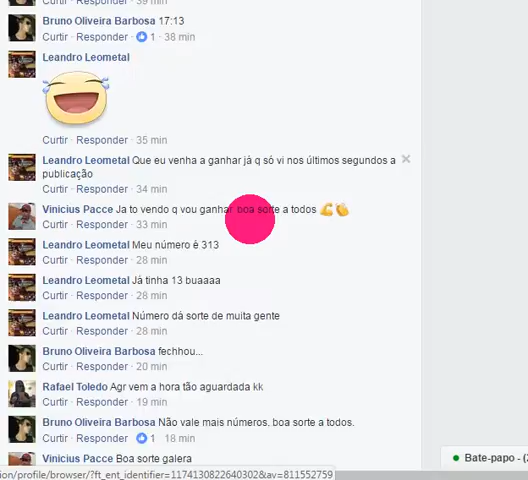 39 min
Bruno Oliveira Barbosa 17:13
Curtir · Responder · 1 · 38 min
Leandro Leometal
Curtir · Responder · 35 min
Leandro Leometal Que eu venha a ganhar já q só vi nos últimos segundos a
publicação
Curtir · Responder · 34 min
Vinicius Pacce Ja to vendo q vou ganhar boa sorte a todos 💪👏
Curtir · Responder · 33 min
Leandro Leometal Meu número é 313
Curtir · Responder · 28 min
Leandro Leometal Já tinha 13 buaaaa
Curtir · Responder · 28 min
Leandro Leometal Número dá sorte de muita gente
Curtir · Responder · 28 min
Bruno Oliveira Barbosa fechhou...
Curtir · Responder · 20 min
Rafael Toledo Agr vem a hora tão aguardada kk
Curtir · Responder · 19 min
Bruno Oliveira Barbosa Não vale mais números. boa sorte a todos.
Curtir · Responder · 1 · 18 min
Vinicius Pacce Boa sorte galera
Bate-papo - (2
ion/profile/browser/?ft_ent_identifier=1174130822640302&av=811552759